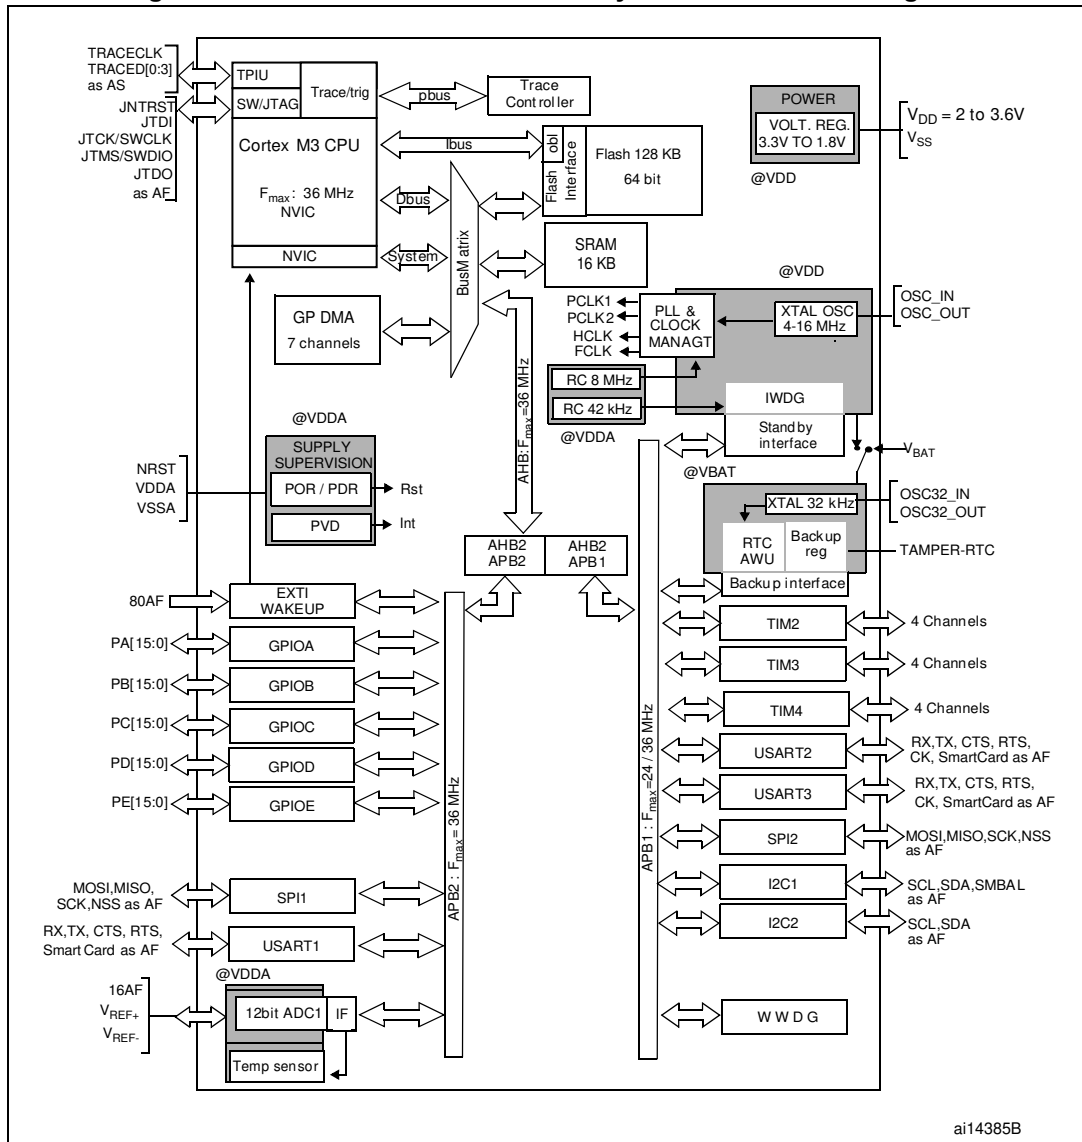 TRACECLK
TRACED[0:3]
as AS
TPIU
Trace/trig
SW/JTAG
pbus
Trace
Controller
JNTRST
JTDI
JTCK/SWCLK
JTMS/SWDIO
JTDO
as AF
Cortex M3 CPU
Fmax: 36 MHz
NVIC
NVIC
Ibus
Dbus
System
BusM atrix
obl
Flash
Interface
Flash 128 KB
64 bit
SRAM
16 KB
POWER
VOLT. REG.
3.3V TO 1.8V
@VDD
VDD = 2 to 3.6V
VSS
GP DMA
7 channels
AHB: Fmax=36 MHz
@VDD
PCLK1
PCLK2
HCLK
FCLK
PLL &
CLOCK
MANAGT
XTAL OSC
4-16 MHz
OSC_IN
OSC_OUT
RC 8 MHz
RC 42 kHz
@VDDA
IWDG
Standby
interface
@VBAT
VBAT
@VDDA
SUPPLY
SUPERVISION
NRST
VDDA
VSSA
POR / PDR
Rst
PVD
Int
XTAL 32 kHz
OSC32_IN
OSC32_OUT
RTC
AWU
Backup
reg
TAMPER-RTC
Backup interface
AHB2
APB2
AHB2
APB1
80AF
EXTI
WAKEUP
PA[15:0]
GPIOA
PB[15:0]
GPIOB
PC[15:0]
GPIOC
PD[15:0]
GPIOD
PE[15:0]
GPIOE
MOSI,MISO,
SCK,NSS as AF
SPI1
RX,TX, CTS, RTS,
Smart Card as AF
USART1
@VDDA
16AF
VREF+
VREF-
12bit ADC1
IF
Temp sensor
APB2 : Fmax= 36 MHz
APB1 : Fmax=24 / 36 MHz
TIM2
4 Channels
TIM3
4 Channels
TIM4
4 Channels
USART2
RX,TX, CTS, RTS,
CK, SmartCard as AF
USART3
RX,TX, CTS, RTS,
CK, SmartCard as AF
SPI2
MOSI,MISO,SCK,NSS
as AF
I2C1
SCL,SDA,SMBAL
as AF
I2C2
SCL,SDA
as AF
W W D G
ai14385B